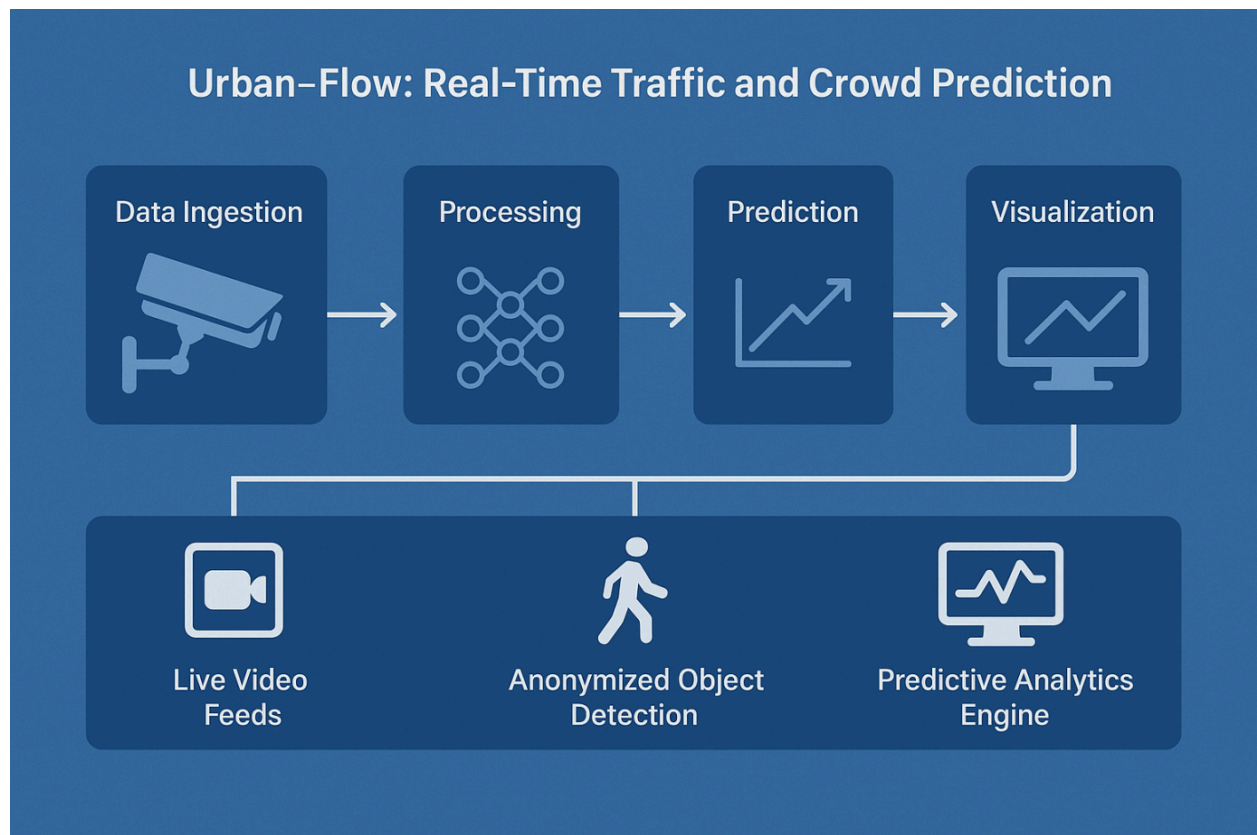 Urban–Flow: Real-Time Traffic and Crowd Prediction
Data Ingestion
Processing
Prediction
Visualization
Live Video
Feeds
Anonymized Object
Detection
Predictive Analytics
Engine